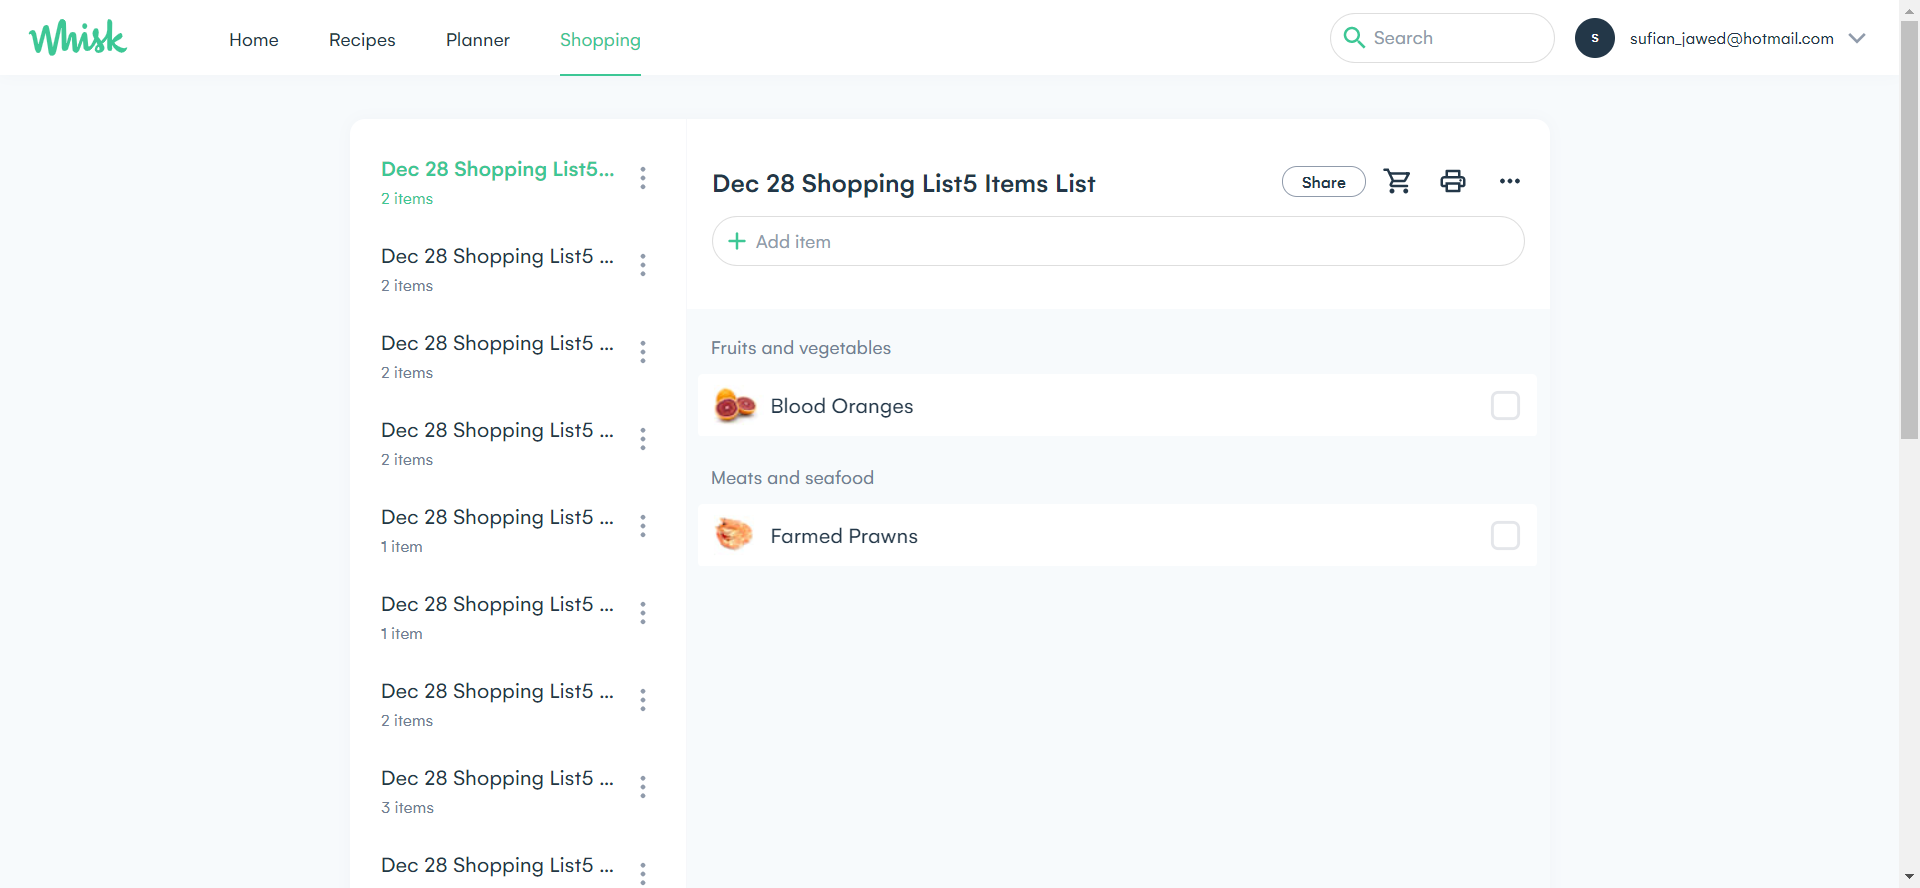 Whisk
Home
Recipes
Planner
Shopping
Search
S
sufian_jawed@hotmail.com
Dec 28 Shopping List5...
2 items
Dec 28 Shopping List5 ...
2 items
Dec 28 Shopping List5 ...
2 items
Dec 28 Shopping List5 ...
2 items
Dec 28 Shopping List5 ...
1 item
Dec 28 Shopping List5 ...
1 item
Dec 28 Shopping List5 ...
2 items
Dec 28 Shopping List5 ...
3 items
Dec 28 Shopping List5 ...
Dec 28 Shopping List5 Items List
Share
Add item
Fruits and vegetables
Blood Oranges
Meats and seafood
Farmed Prawns